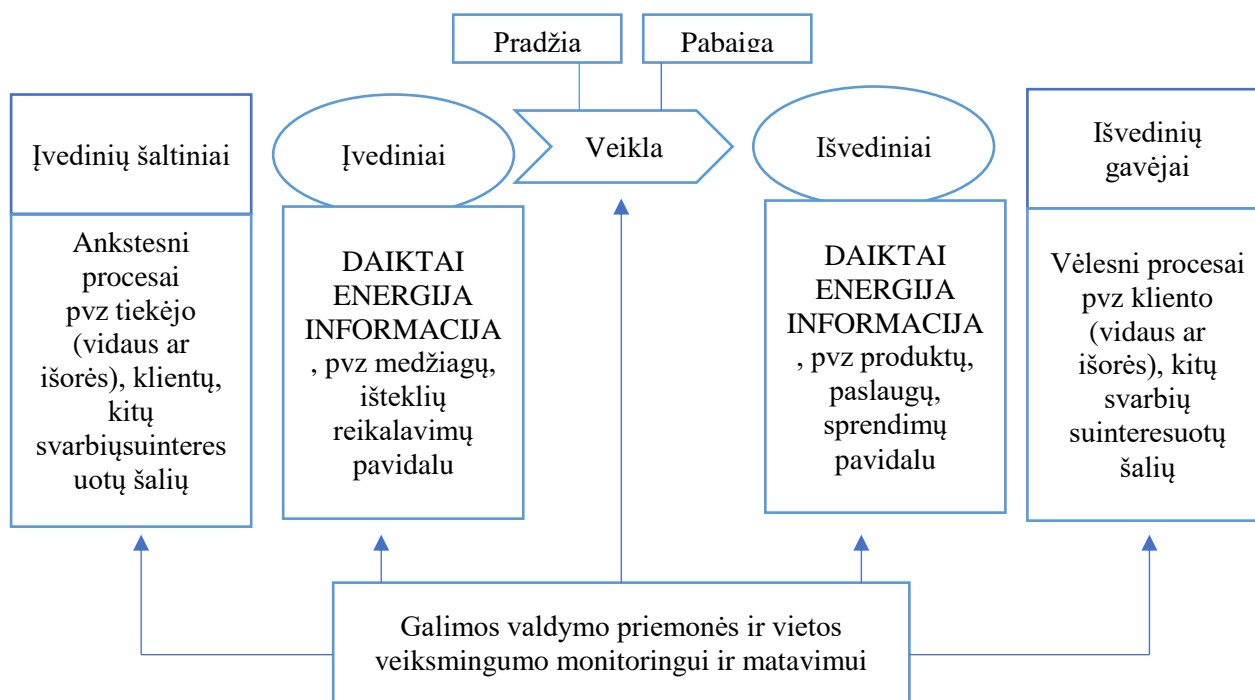 Pradžia
Pabaiga
Įvedinių šaltiniai
Įvediniai
Veikla
Išvediniai
Išvedinių
gavėjai
Ankstesni
procesai
pvz tiekėjo
(vidaus ar
išorės), klientų,
kitų
svarbiųsuinteres
uotų šalių
DAIKTAI
ENERGIJA
INFORMACIJA
, pvz medžiagų,
išteklių
reikalavimų
pavidalu
DAIKTAI
ENERGIJA
INFORMACIJA
, pvz produktų,
paslaugų,
sprendimų
pavidalu
Vėlesni procesai
pvz kliento
(vidaus ar
išorės), kitų
svarbių
suinteresuotų
šalių
Galimos valdymo priemonės ir vietos
veiksmingumo monitoringui ir matavimui